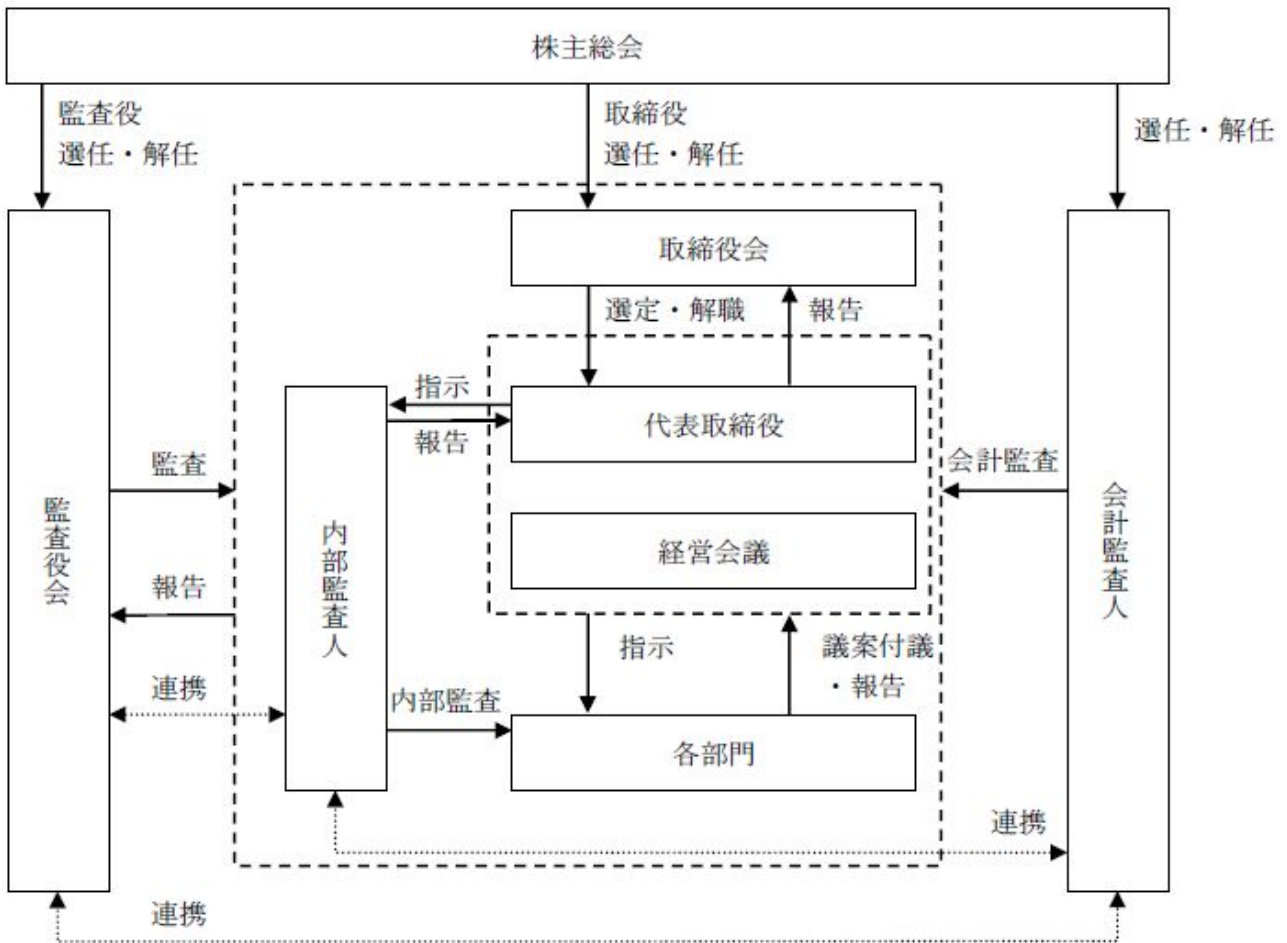 株主総会
監査役
選任・解任
取締役
選任・解任
選任・解任
取締役会
選定・解職
報告
指示
報告
代表取締役
監査
会計監査
経営会議
監査役会
内部監査人
会計監査人
報告
指示
議案付議
・報告
連携
内部監査
各部門
連携
連携